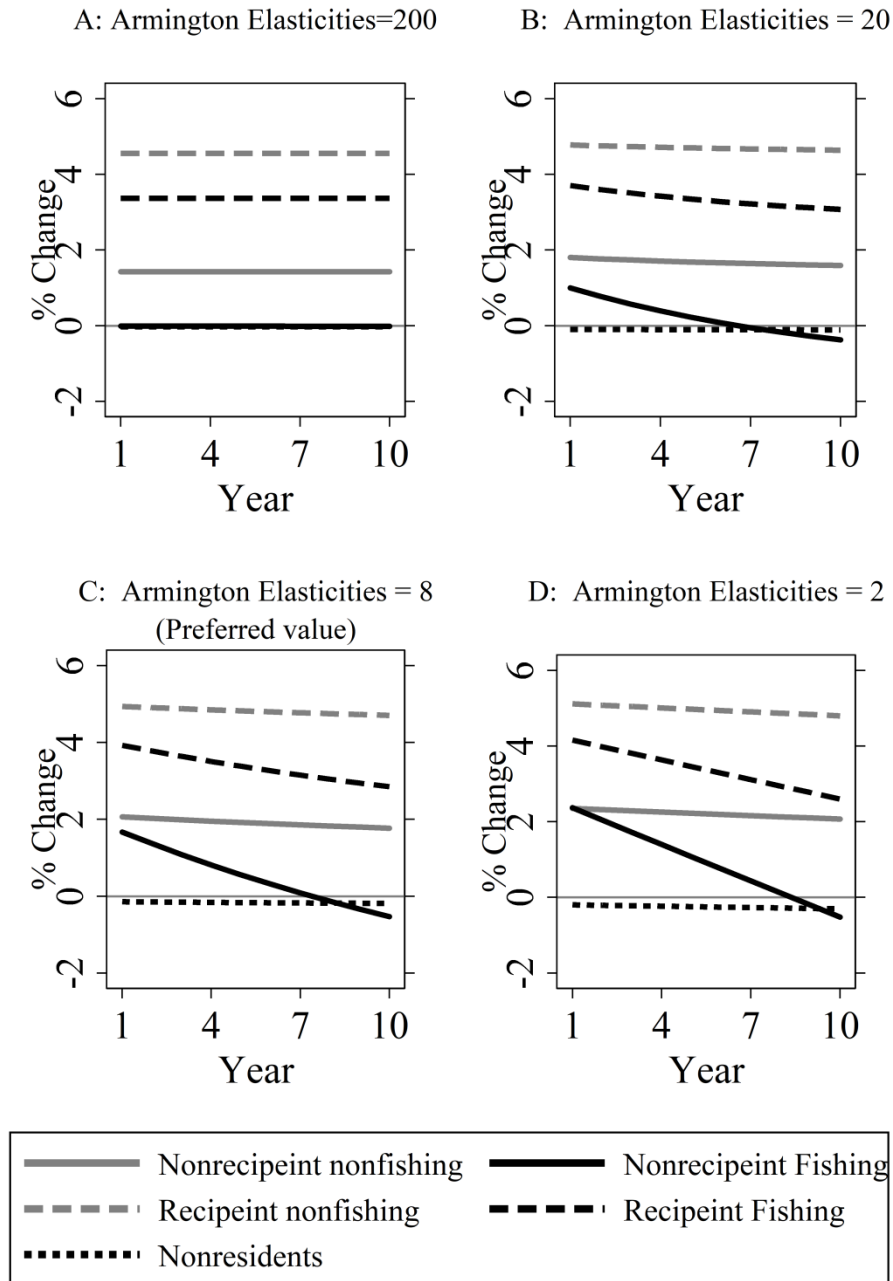 A: Armington Elasticities=200
B: Armington Elasticities = 20
% Change
6
4
2
0
-2
1 4 7 10
Year
% Change
6
4
2
0
-2
1 4 7 10
Year
C: Armington Elasticities = 8
(Preferred value)
D: Armington Elasticities = 2
% Change
6
4
2
0
-2
1 4 7 10
Year
% Change
6
4
2
0
-2
1 4 7 10
Year
Nonrecipeint nonfishing
Nonrecipeint Fishing
Recipeint nonfishing
Recipeint Fishing
Nonresidents